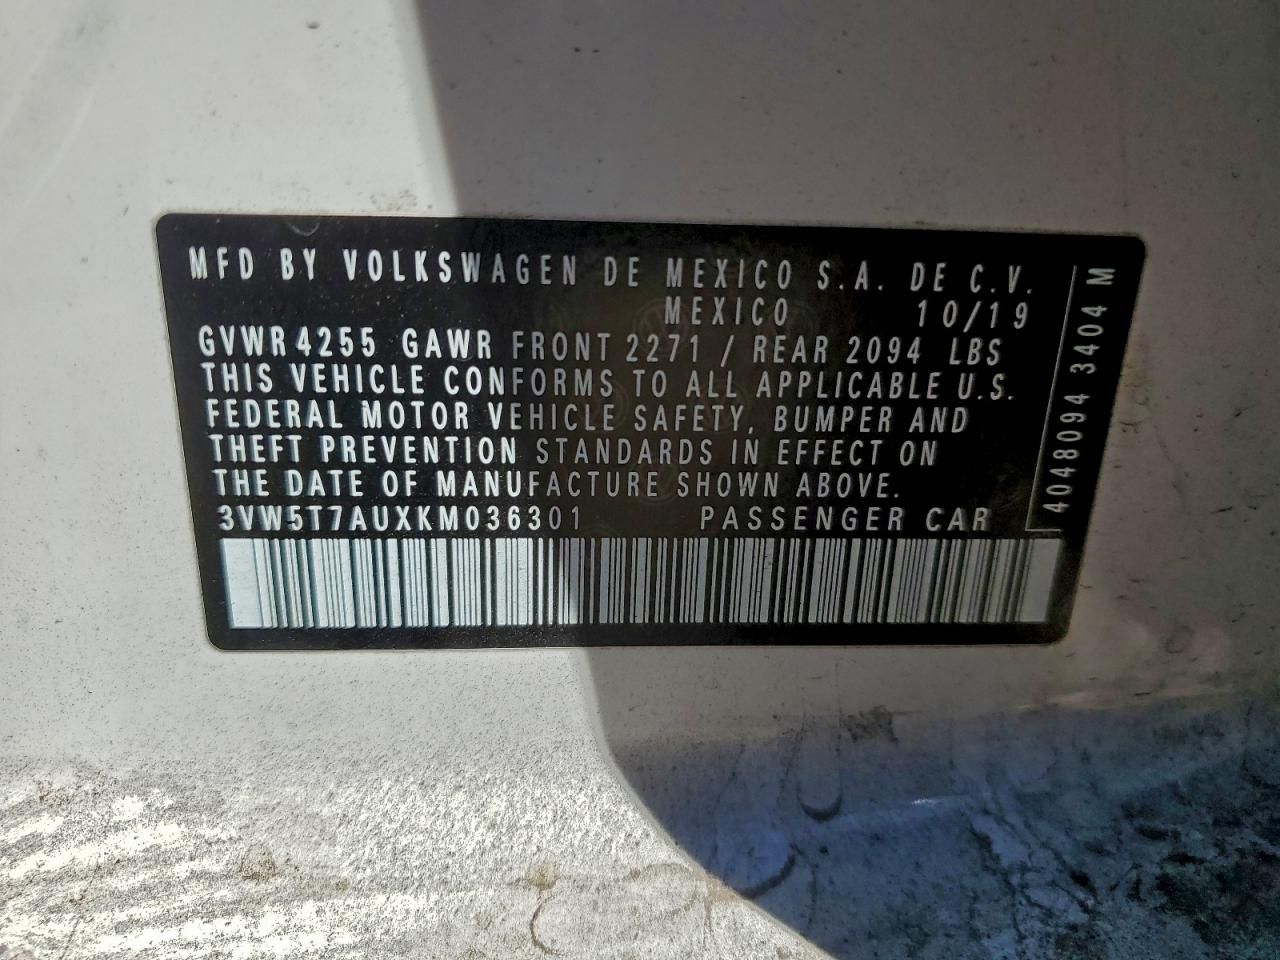 MFD BY VOLKSWAGEN DE MEXICO S.A. DE C.V.
MEXICO 10/19
GVWR 4255 GAWR FRONT 2271 / REAR 2094 LBS
THIS VEHICLE CONFORMS TO ALL APPLICABLE U.S.
FEDERAL MOTOR VEHICLE SAFETY, BUMPER AND
THEFT PREVENTION STANDARDS IN EFFECT ON
THE DATE OF MANUFACTURE SHOWN ABOVE.
3VW5T7AUXKM036301 PASSENGER CAR
4048094 3404 M